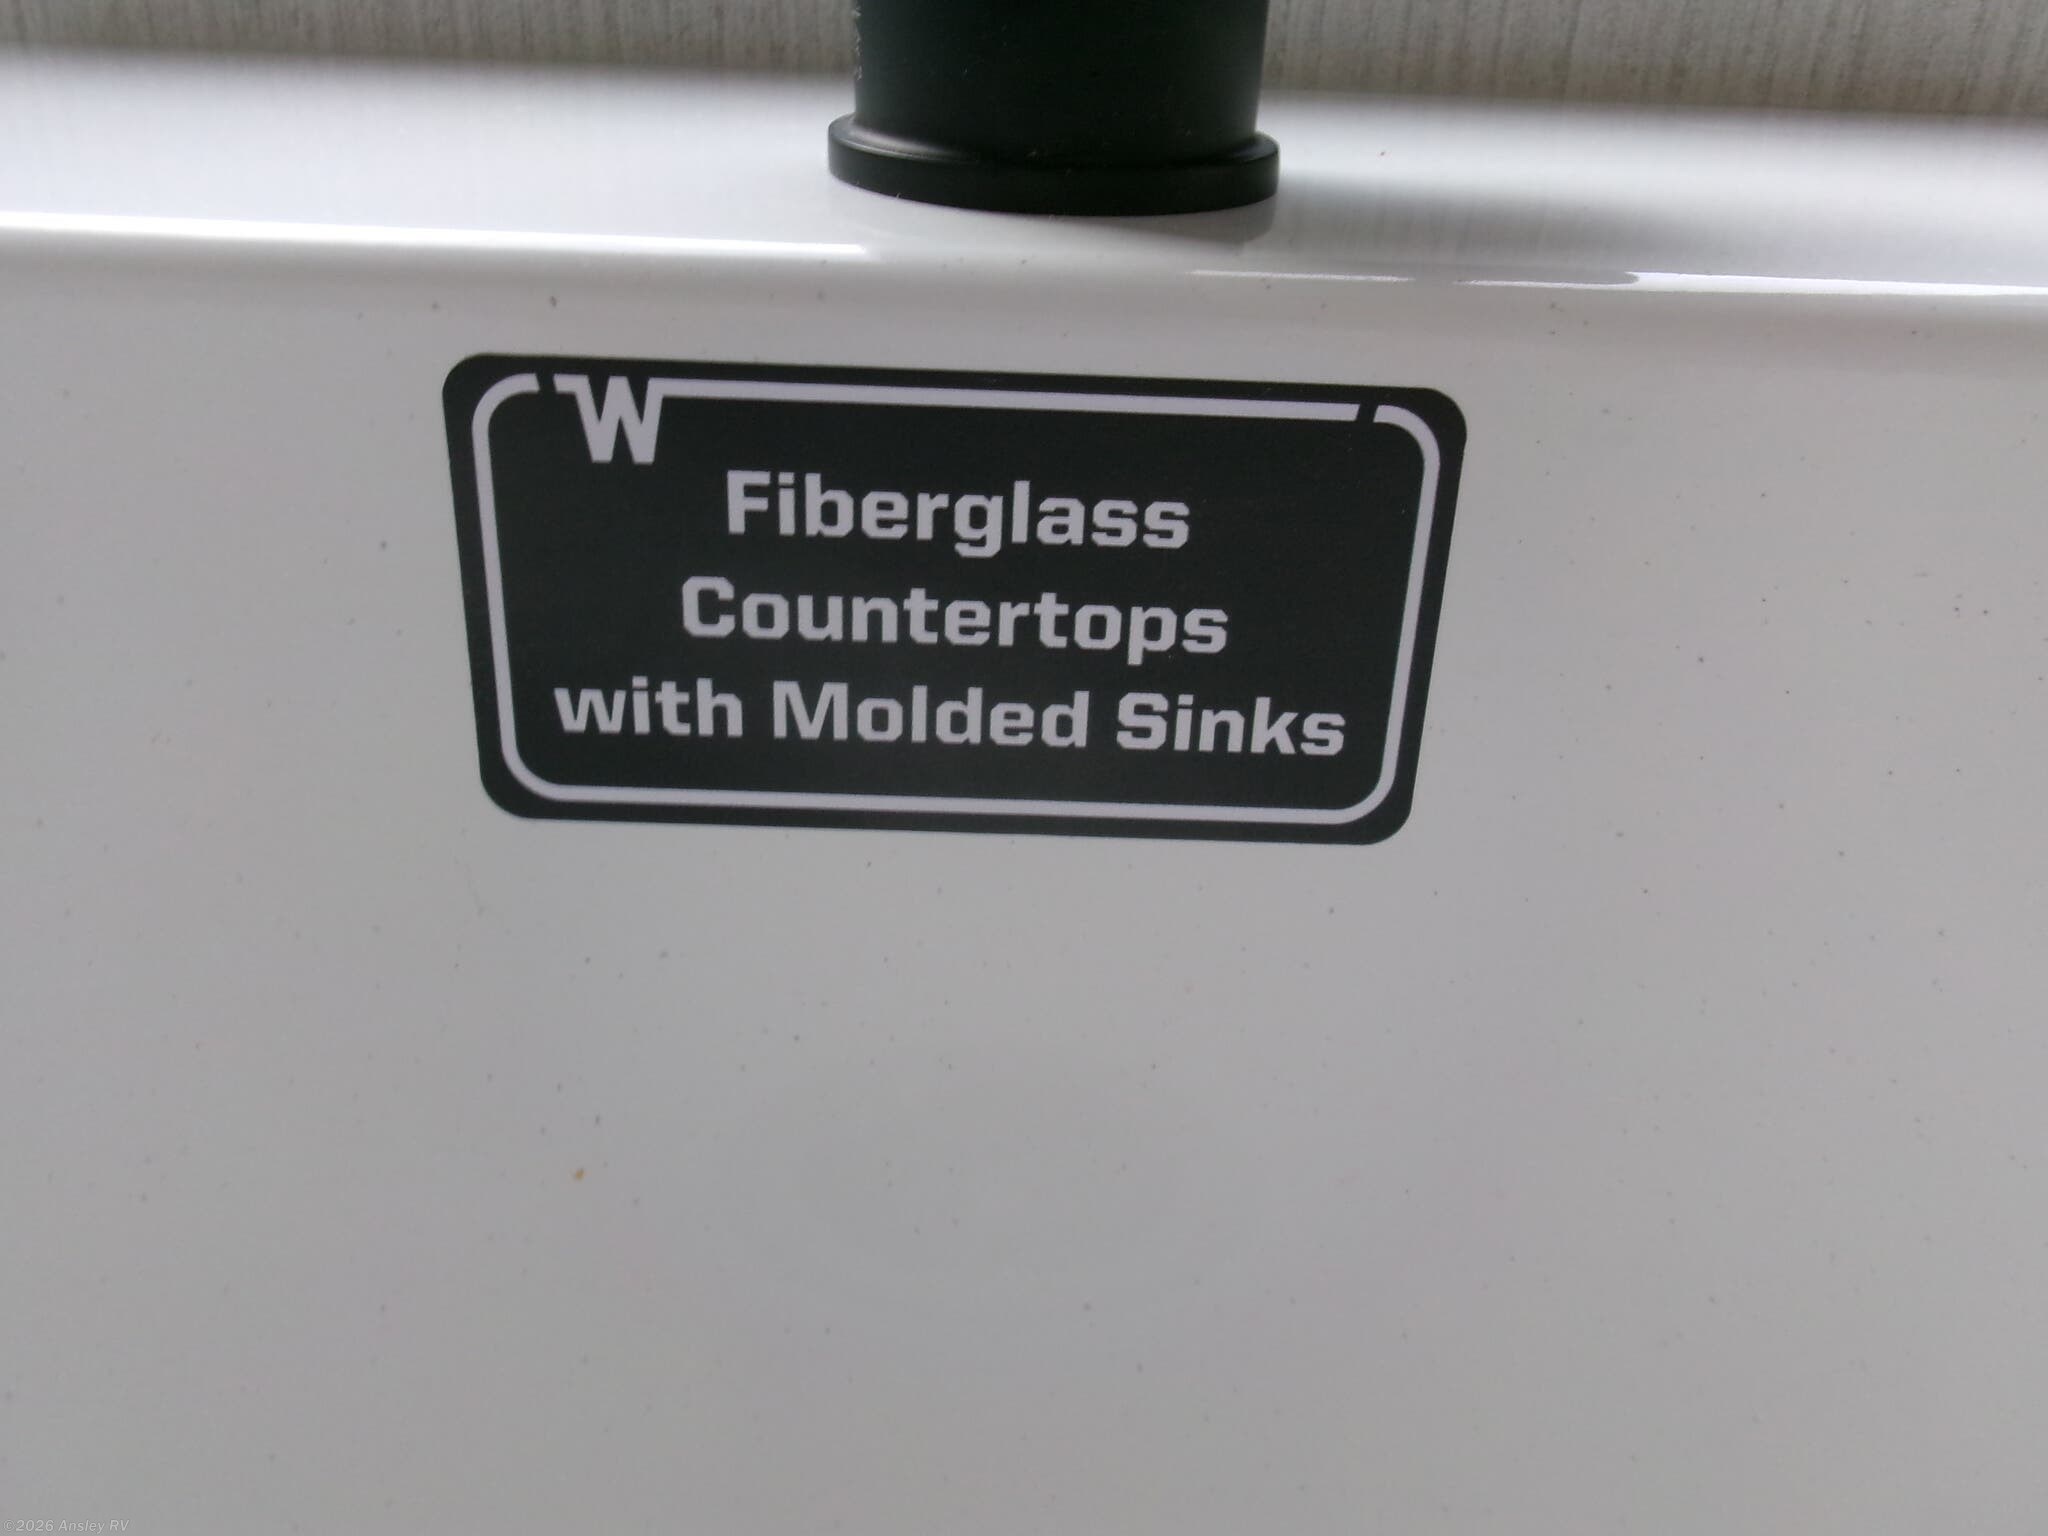 W
Fiberglass
Countertops
with Molded Sinks
©2026 Ansley RV